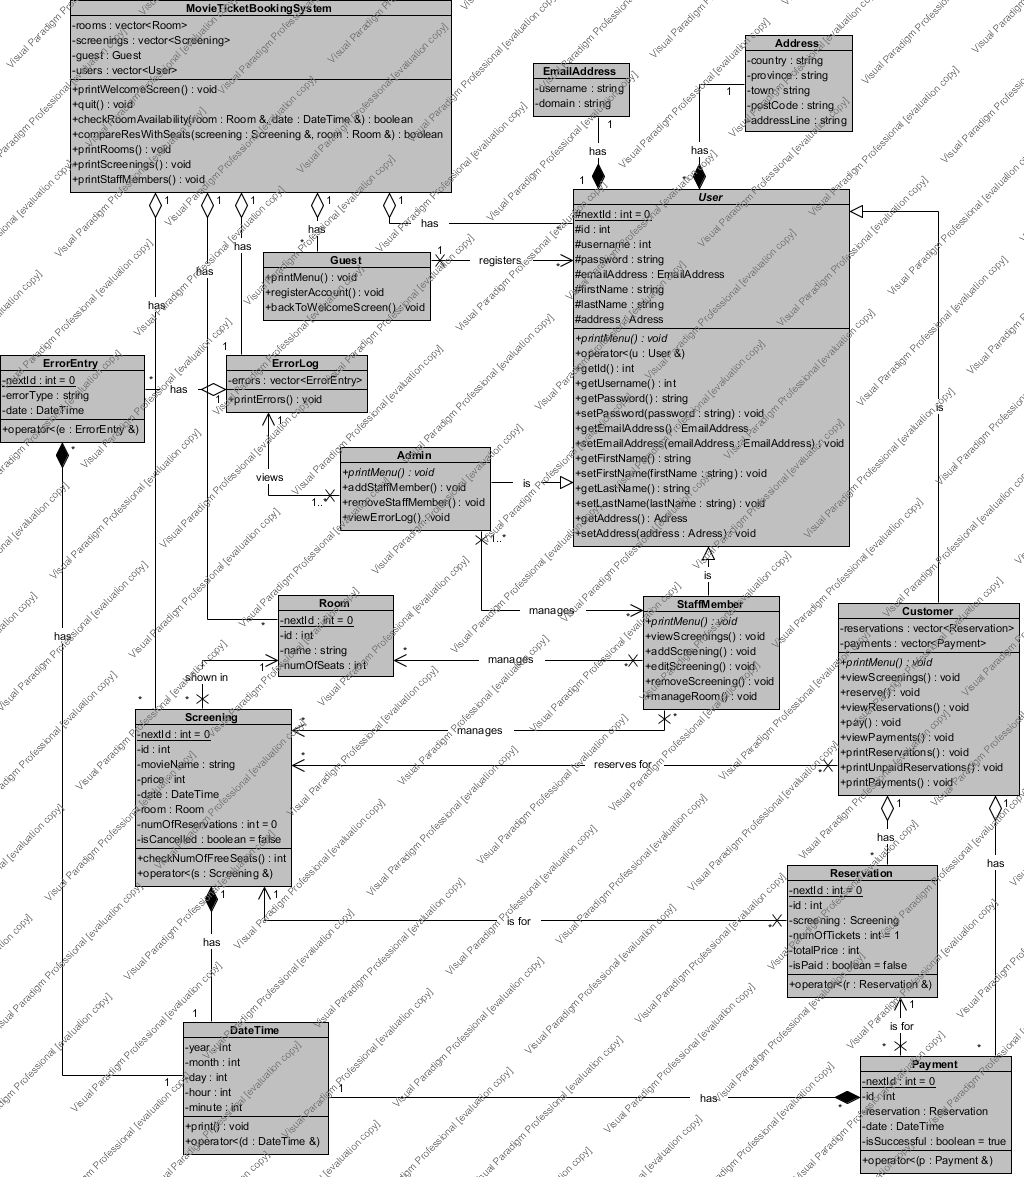 MovieTicketBookingSystem
-rooms : vector<Room>
-screenings : vector<Screening>
-guest : Guest
-users : vector<User>
+printWelcomeScreen() : void
+quit() : void
+checkRoomAvailability(room : Room &, date : DateTime &) : boolean
+compareResWithSeats(screening : Screening &, room : Room &) : boolean
+printRooms() : void
+printScreenings() : void
+printStaffMembers() : void
EmailAddress
-username : string
-domain : string
Address
-country : string
-province : string
-town : string
-postCode : string
-addressLine : string
1
1
has
has
1
*
User
#nextId : int = 0
#id : int
#username : int
#password : string
#emailAddress : EmailAddress
#firstName : string
#lastName : string
#address : Adress
+printMenu() : void
+operator<(u : User &)
+getId() : int
+getUsername() : int
+getPassword() : string
+setPassword(password : string) : void
+getEmailAddress() : EmailAddress
+setEmailAddress(emailAddress : EmailAddress) : void
+getFirstName() : string
+setFirstName(firstName : string) : void
+getLastName() : string
+setLastName(lastName : string) : void
+getAddress() : Adress
+setAddress(address : Adress) : void
1
1
1
1
1
has
has
has
has
has
*
*
Guest
+printMenu() : void
+registerAccount() : void
+backToWelcomeScreen() : void
1
registers
*
ErrorEntry
-nextId : int = 0
-errorType : string
-date : DateTime
+operator<(e : ErrorEntry &)
*
has
1
*
1
ErrorLog
-errors : vector<ErrorEntry>
+printErrors() : void
1
views
1..*
Admin
+printMenu() : void
+addStaffMember() : void
+removeStaffMember() : void
+viewErrorLog() : void
is
is
is
1..*
manages
*
Room
-nextId : int = 0
-id : int
-name : string
-numOfSeats : int
*
1
shown in
*
*
*
manages
*
StaffMember
+printMenu() : void
+viewScreenings() : void
+addScreening() : void
+editScreening() : void
+removeScreening() : void
+manageRoom() : void
*
manages
*
Customer
-reservations : vector<Reservation>
-payments : vector<Payment>
+printMenu() : void
+viewScreenings() : void
+reserve() : void
+viewReservations() : void
+pay() : void
+viewPayments() : void
+printReservations() : void
+printUnpaidReservations() : void
+printPayments() : void
Screening
-nextId : int = 0
-id : int
-movieName : string
-price : int
-date : DateTime
-room : Room
-numOfReservations : int = 0
-isCancelled : boolean = false
+checkNumOfFreeSeats() : int
+operator<(s : Screening &)
*
reserves for
*
1
has
*
1
has
*
Reservation
-nextId : int = 0
-id : int
-screening : Screening
-numOfTickets : int = 1
-totalPrice : int
-isPaid : boolean = false
+operator<(r : Reservation &)
1
is for
*
1
has
1
has
1
DateTime
-year : int
-month : int
-day : int
-hour : int
-minute : int
+print() : void
+operator<(d : DateTime &)
1
has
*
1
is for
*
Payment
-nextId : int = 0
-id : int
-reservation : Reservation
-date : DateTime
-isSuccessful : boolean = true
+operator<(p : Payment &)
Visual Paradigm Professional [evaluation copy]